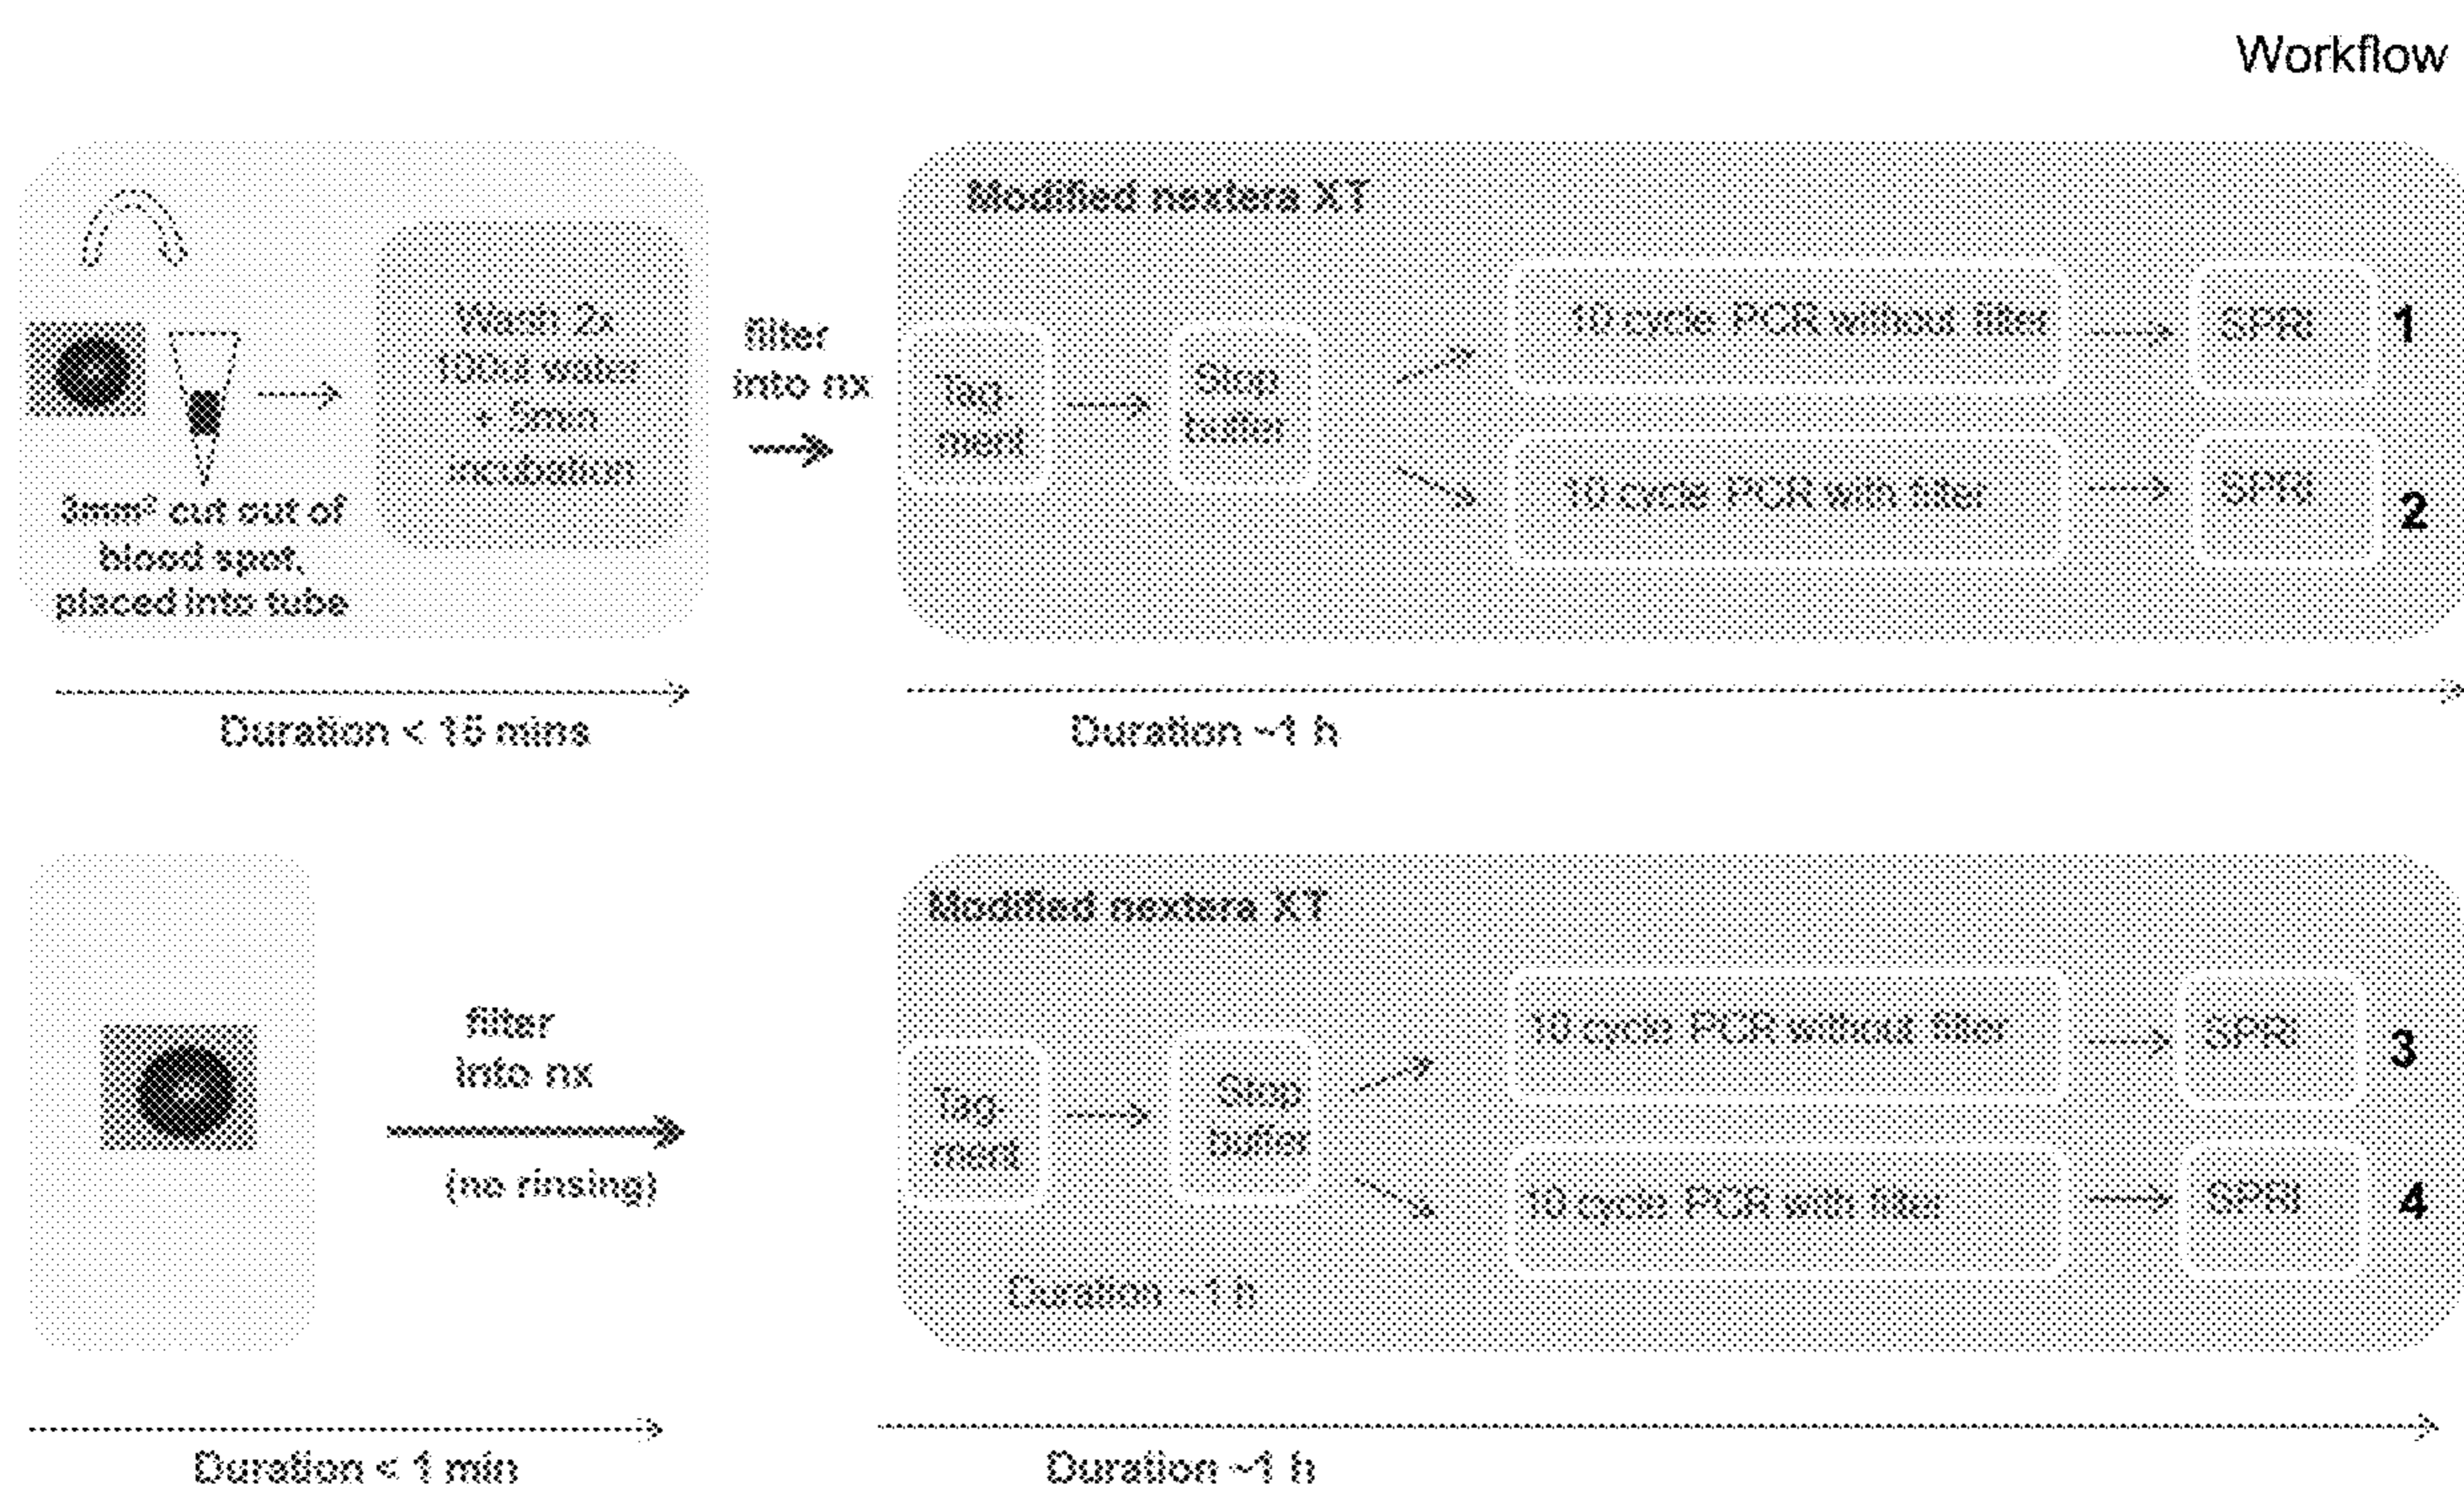 Workflow
Modified nextera XT
Wash 2x
100ul water
+ 5min
incubation
3mm² cut out of
blood spot,
placed into tube
filter
into nx
Tag-
ment
Stop
buffer
10 cycle PCR without filter
SPRI
1
10 cycle PCR with filter
SPRI
2
Duration < 15 mins
Duration ~1 h
filter
into nx
(no rinsing)
Modified nextera XT
Tag-
ment
Stop
buffer
10 cycle PCR without filter
SPRI
3
10 cycle PCR with filter
SPRI
4
Duration ~1 h
Duration < 1 min
Duration ~1 h